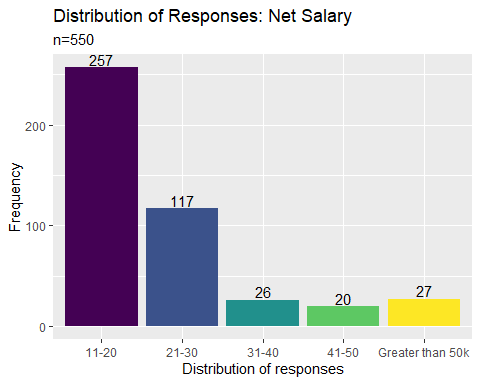 Distribution of Responses: Net Salary
n=550
257
117
26
20
27
Frequency
200
100
0
11-20 21-30 31-40 41-50 Greater than 50k
Distribution of responses